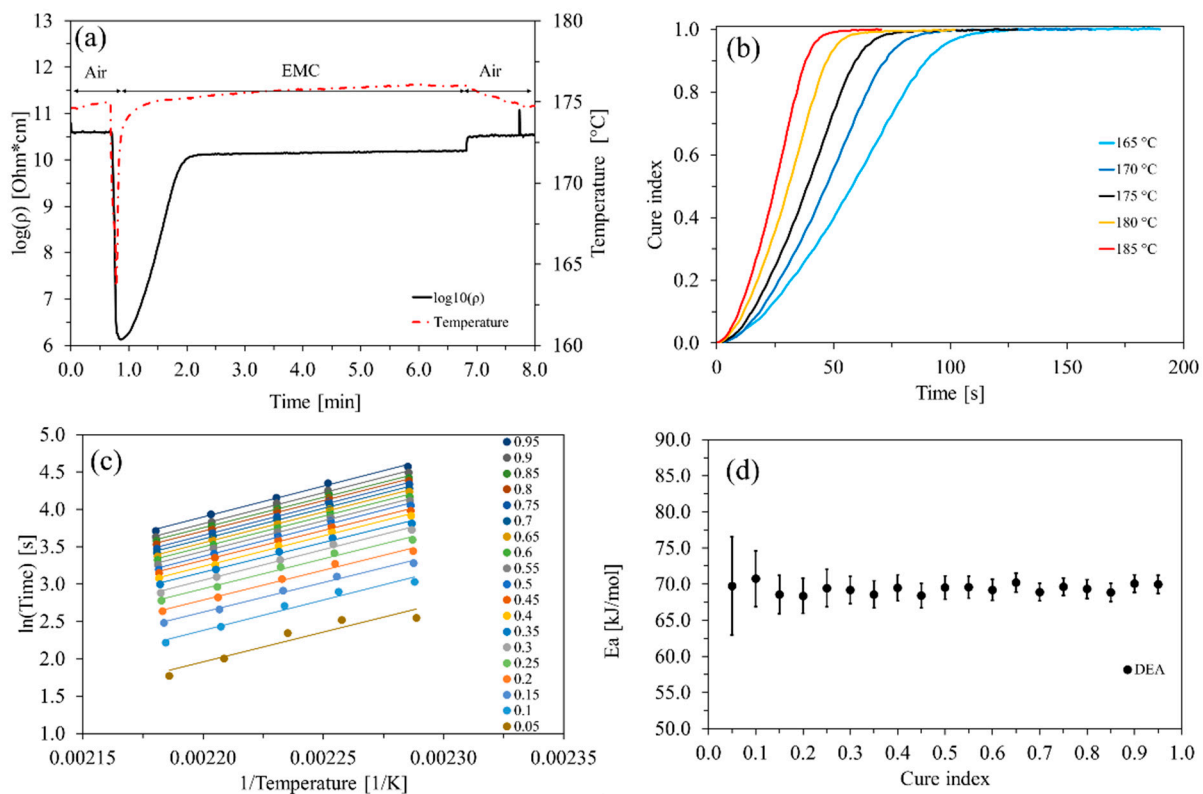 (a)
13
12
11
10
9
8
7
6
log(ρ) [Ohm*cm]
Air
EMC
Air
180
175
170
165
160
Temperature [°C]
log10(ρ)
Temperature
0.0 1.0 2.0 3.0 4.0 5.0 6.0 7.0 8.0
Time [min]
(b)
1.0
0.8
0.6
0.4
0.2
0.0
Cure index
165 °C
170 °C
175 °C
180 °C
185 °C
0 50 100 150 200
Time [s]
(c)
5.0
4.5
4.0
3.5
3.0
2.5
2.0
1.5
1.0
ln(Time) [s]
0.95
0.9
0.85
0.8
0.75
0.7
0.65
0.6
0.55
0.5
0.45
0.4
0.35
0.3
0.25
0.2
0.15
0.1
0.05
0.00215 0.00220 0.00225 0.00230 0.00235
1/Temperature [1/K]
(d)
90.0
85.0
80.0
75.0
70.0
65.0
60.0
55.0
50.0
Ea [kJ/mol]
DEA
0.0 0.1 0.2 0.3 0.4 0.5 0.6 0.7 0.8 0.9 1.0
Cure index